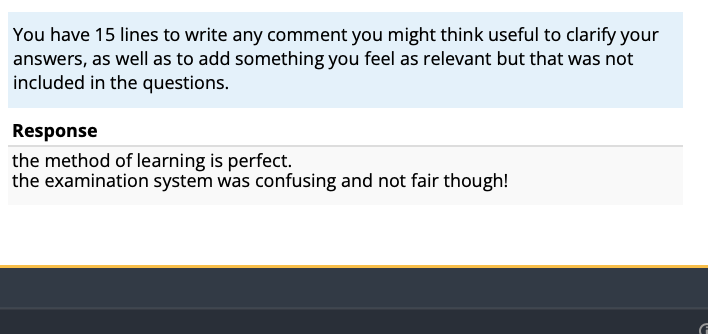 You have 15 lines to write any comment you might think useful to clarify your
answers, as well as to add something you feel as relevant but that was not
included in the questions.
Response
the method of learning is perfect.
the examination system was confusing and not fair though!